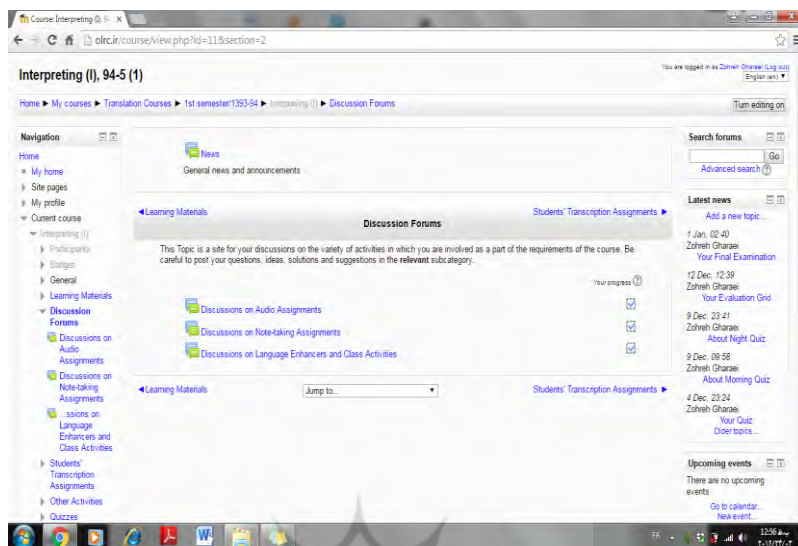 Course: Interpreting (I), 9-
olrc.ir/course/view.php?id=11&section=2
Interpreting (I), 94-5 (1)
You are logged in as Zohreh Gharaei (Log out)
English (en)
Home ► My courses ► Translation Courses ► 1st semester/1393-94 ► Interpreting (I) ► Discussion Forums
Turn editing on
Navigation
Home
My home
Site pages
My profile
Current course
Interpreting (I)
Participants
Badges
General
Learning Materials
Discussion
Forums
Discussions on
Audio
Assignments
Discussions on
Note-taking
Assignments
...ssions on
Language
Enhancers and
Class Activities
Students'
Transcription
Assignments
Other Activities
Quizzes
News
General news and announcements
◄Learning Materials
Students' Transcription Assignments ►
Discussion Forums
This Topic is a site for your discussions on the variety of activities in which you are involved as a part of the requirements of the course. Be
careful to post your questions, ideas, solutions and suggestions in the relevant subcategory.
Your progress
Discussions on Audio Assignments
Discussions on Note-taking Assignments
Discussions on Language Enhancers and Class Activities
◄Learning Materials
Jump to...
Students' Transcription Assignments ►
Search forums
Go
Advanced search
Latest news
Add a new topic...
1 Jan, 02:40
Zohreh Gharaei
Your Final Examination
12 Dec, 12:39
Zohreh Gharaei
Your Evaluation Grid
9 Dec, 23:41
Zohreh Gharaei
About Night Quiz
9 Dec, 09:58
Zohreh Gharaei
About Morning Quiz
4 Dec, 23:24
Zohreh Gharaei
Your Quiz
Older topics ...
Upcoming events
There are no upcoming
events
Go to calendar...
New event...
FA
12:56